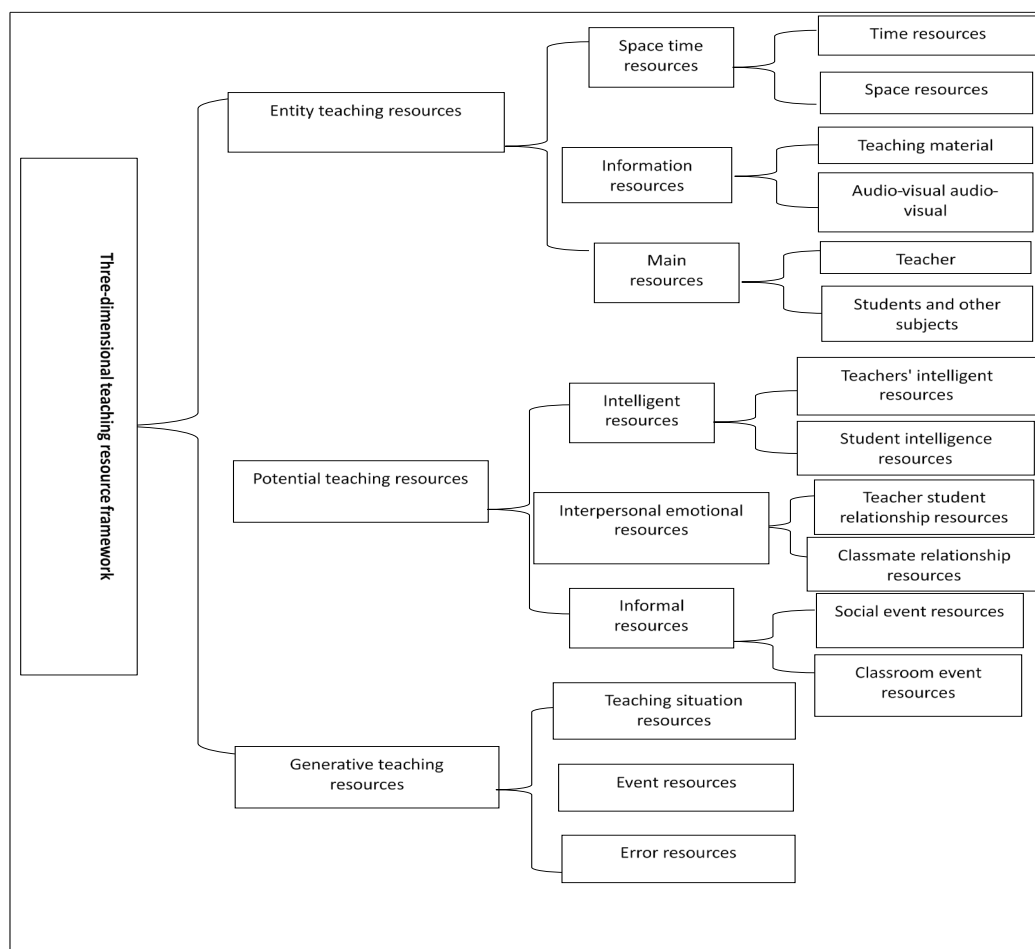 Three-dimensional teaching resource framework
Entity teaching resources
Space time
resources
Time resources
Space resources
Information
resources
Teaching material
Audio-visual audio-
visual
Main
resources
Teacher
Students and other
subjects
Potential teaching resources
Intelligent
resources
Teachers' intelligent
resources
Student intelligence
resources
Interpersonal emotional
resources
Teacher student
relationship resources
Classmate relationship
resources
Informal
resources
Social event resources
Classroom event
resources
Generative teaching
resources
Teaching situation
resources
Event resources
Error resources